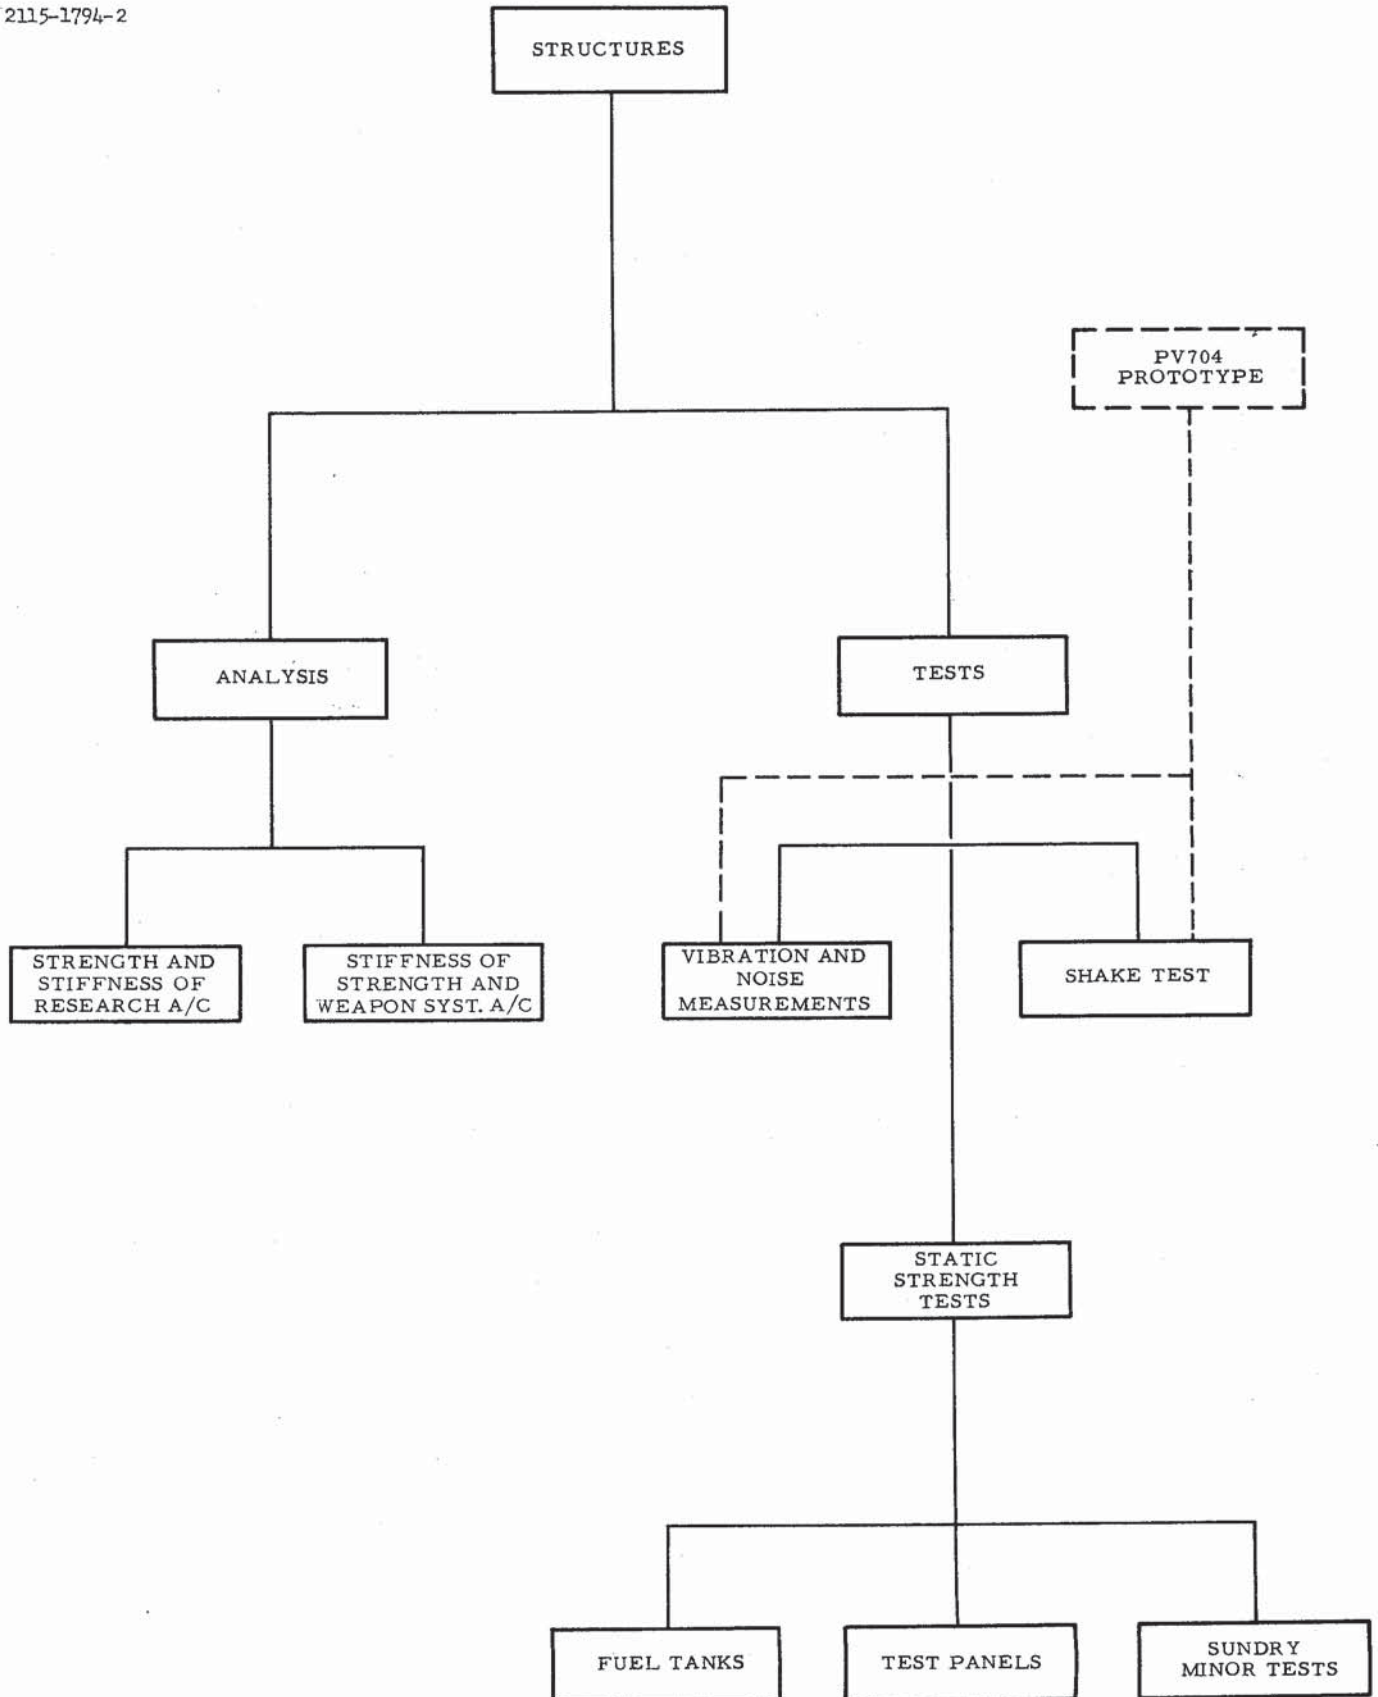 2115-1794-2
STRUCTURES
PV704
PROTOTYPE
ANALYSIS
TESTS
STRENGTH AND
STIFFNESS OF
RESEARCH A/C
STIFFNESS OF
STRENGTH AND
WEAPON SYST. A/C
VIBRATION AND
NOISE
MEASUREMENTS
SHAKE TEST
STATIC
STRENGTH
TESTS
FUEL TANKS
TEST PANELS
SUNDRY
MINOR TESTS